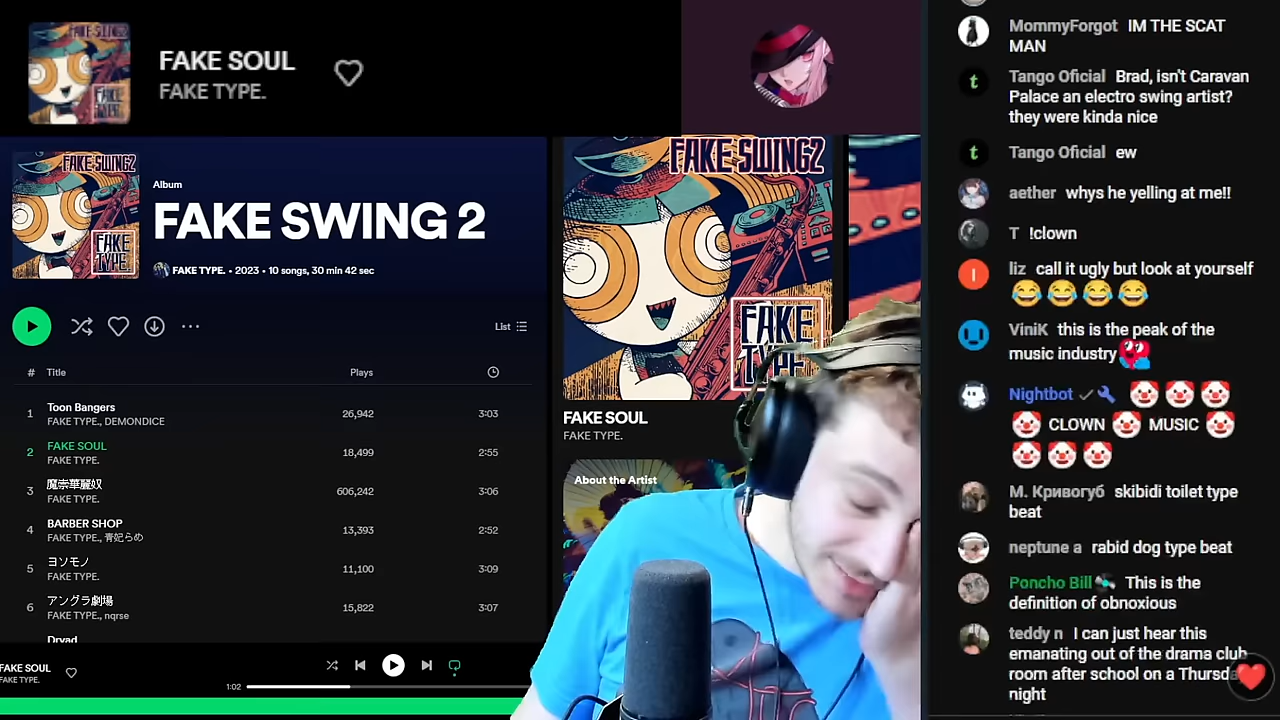 FAKE SOUL
FAKE TYPE.
FAKE SWING2
FAKE
TYPE
Album
FAKE SWING 2
FAKE TYPE. • 2023 • 10 songs, 30 min 42 sec
List
# Title Plays
1 Toon Bangers 26,942 3:03
FAKE TYPE., DEMONDICE
2 FAKE SOUL 18,499 2:55
FAKE TYPE.
3 魔崇華麗奴 606,242 3:06
FAKE TYPE.
4 BARBER SHOP 13,393 2:52
FAKE TYPE., 青妃らめ
5 ヨソモノ 11,100 3:09
FAKE TYPE.
6 アングラ劇場 15,822 3:07
FAKE TYPE., nqrse
Dryad
FAKE SOUL
FAKE TYPE.
1:02
FAKE SWING2
FAKE
TYPE
FAKE SOUL
FAKE TYPE.
About the Artist
MommyForgot IM THE SCAT
MAN
Tango Oficial Brad, isn't Caravan
Palace an electro swing artist?
they were kinda nice
Tango Oficial ew
aether whys he yelling at me!!
T !clown
liz call it ugly but look at yourself
😂😂😂😂
ViniK this is the peak of the
music industry
Nightbot 🤡🤡🤡
🤡 CLOWN 🤡 MUSIC 🤡
🤡🤡🤡
М. Кривогуб skibidi toilet type
beat
neptune a rabid dog type beat
Poncho Bill This is the
definition of obnoxious
teddy n I can just hear this
emanating out of the drama club
room after school on a Thursday
night